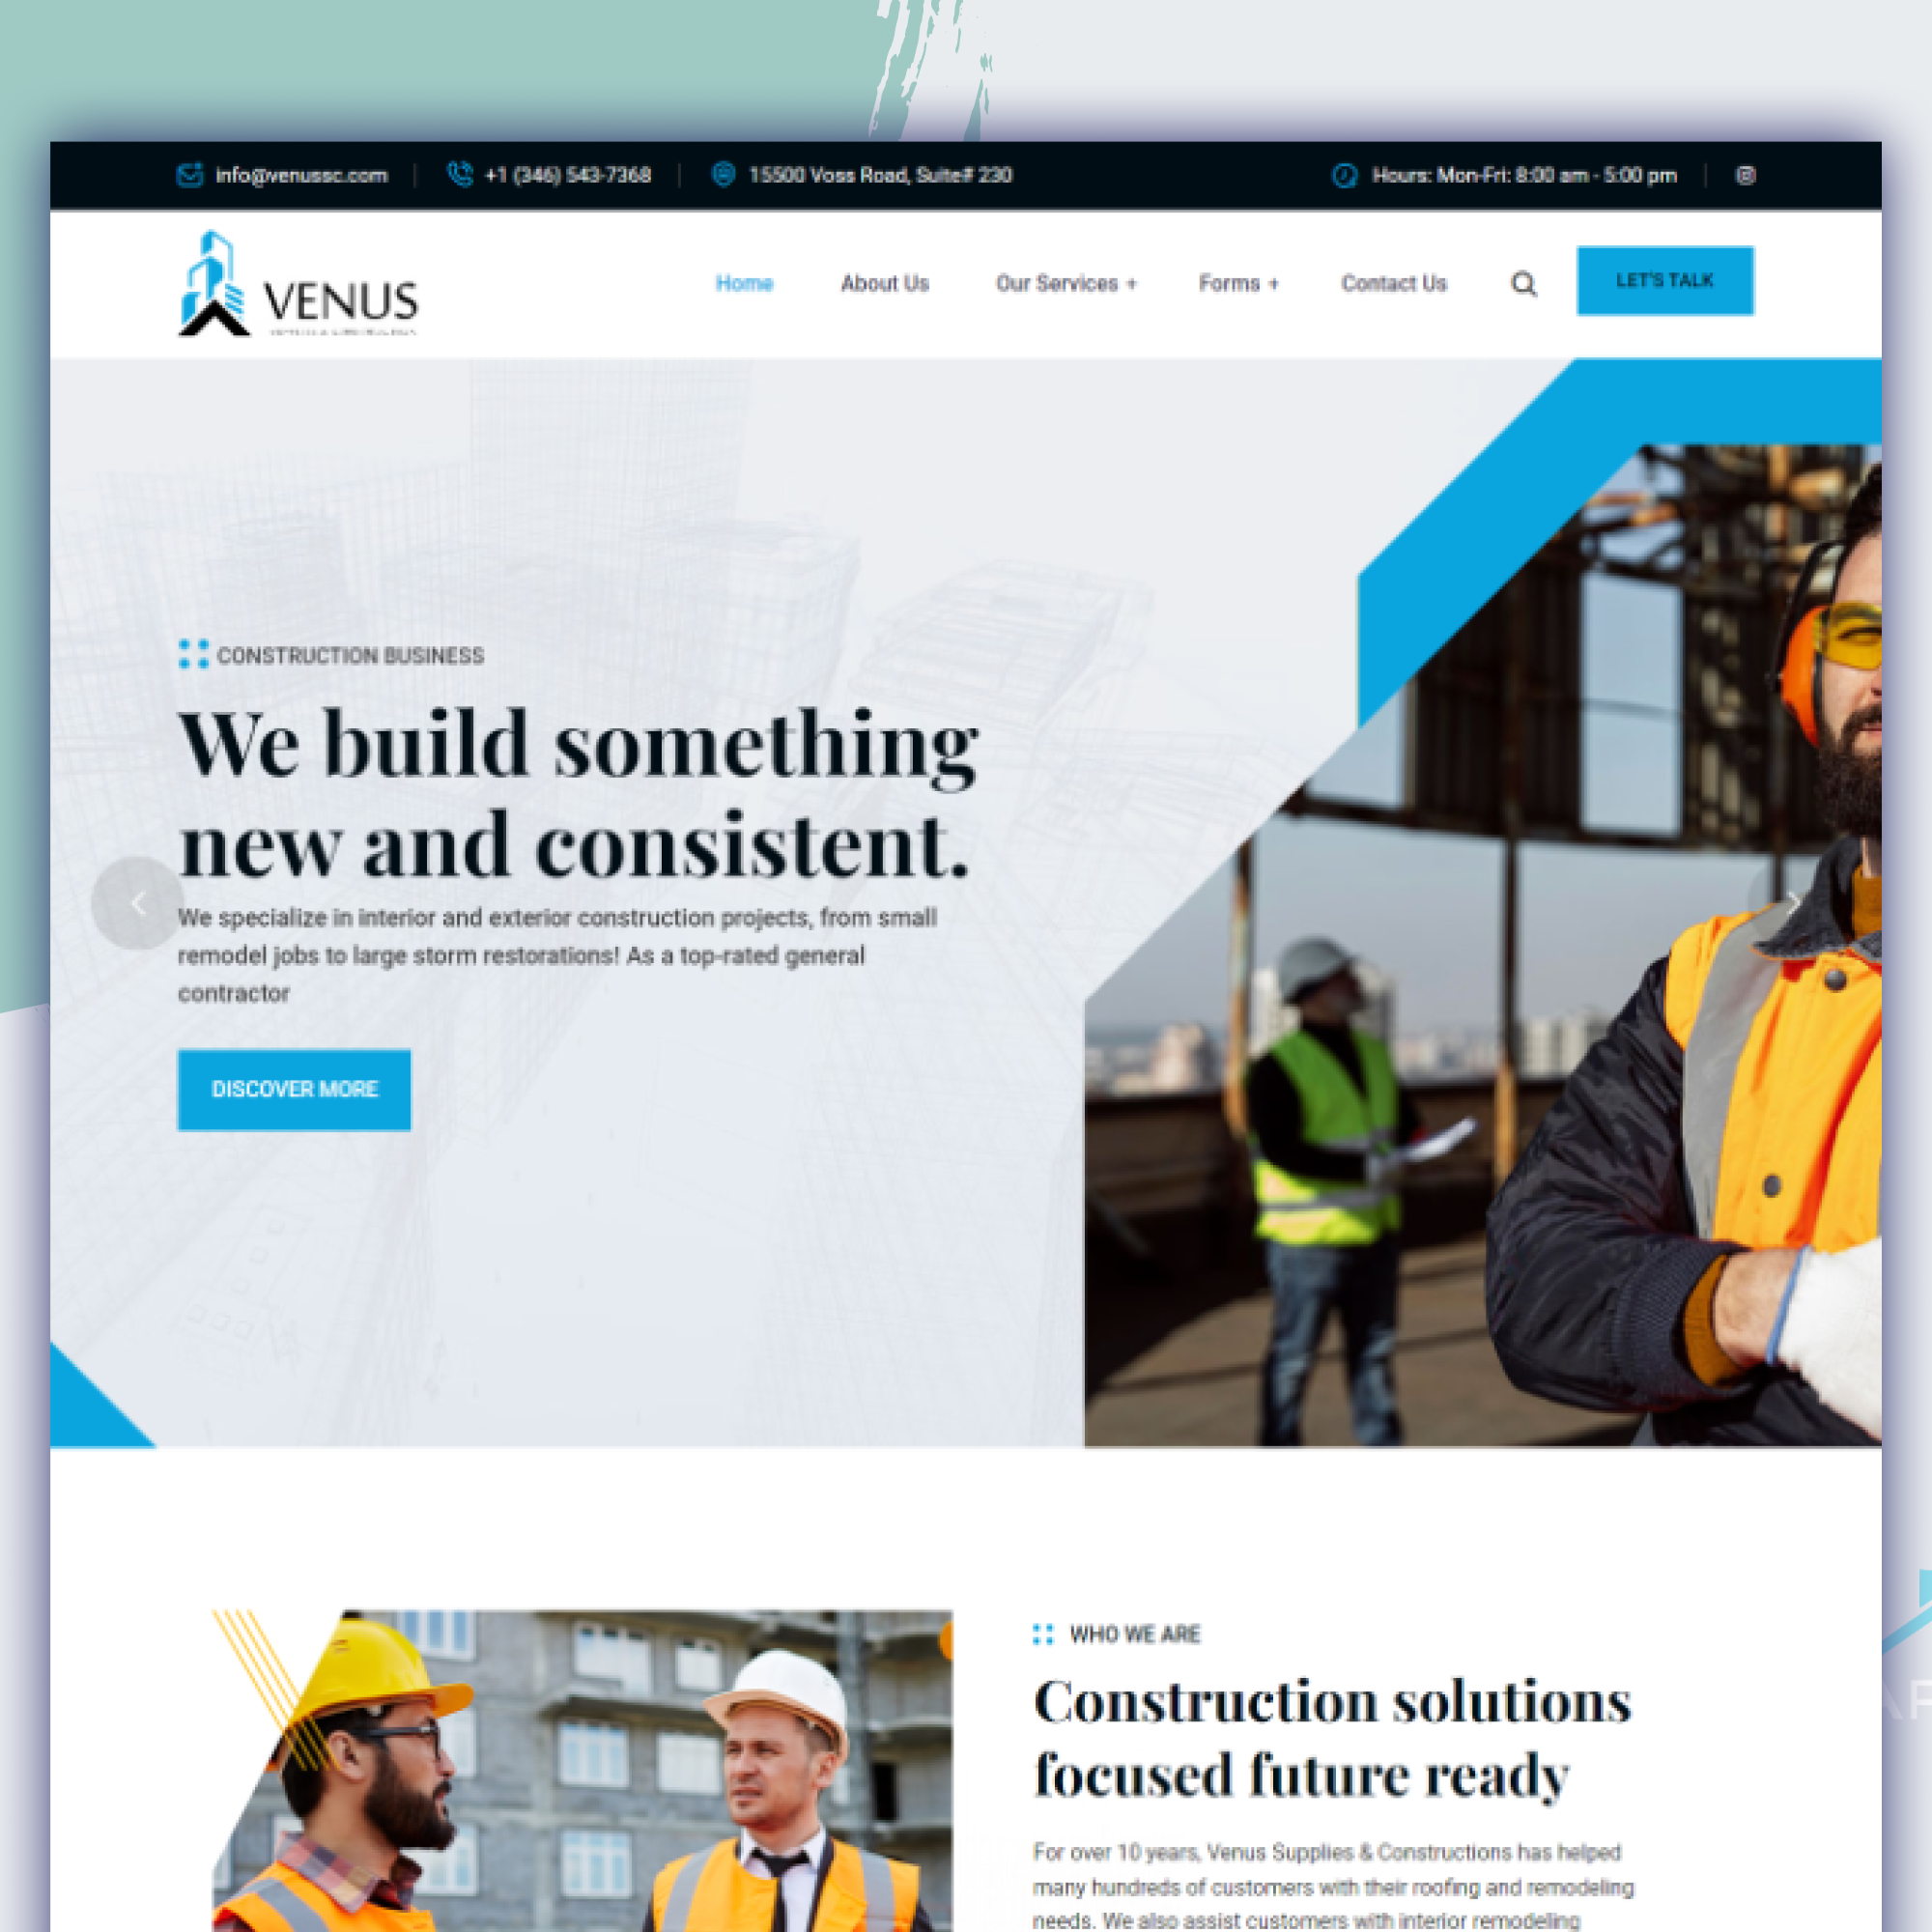 info@venussc.com
+1 (346) 543-7368
15500 Voss Road, Suite# 230
Hours: Mon-Fri: 8:00 am - 5:00 pm
VENUS
Home
About Us
Our Services +
Forms +
Contact Us
LET'S TALK
CONSTRUCTION BUSINESS
We build something
new and consistent.
We specialize in interior and exterior construction projects, from small
remodel jobs to large storm restorations! As a top-rated general
contractor
DISCOVER MORE
WHO WE ARE
Construction solutions
focused future ready
For over 10 years, Venus Supplies & Constructions has helped
many hundreds of customers with their roofing and remodeling
needs. We also assist customers with interior remodeling